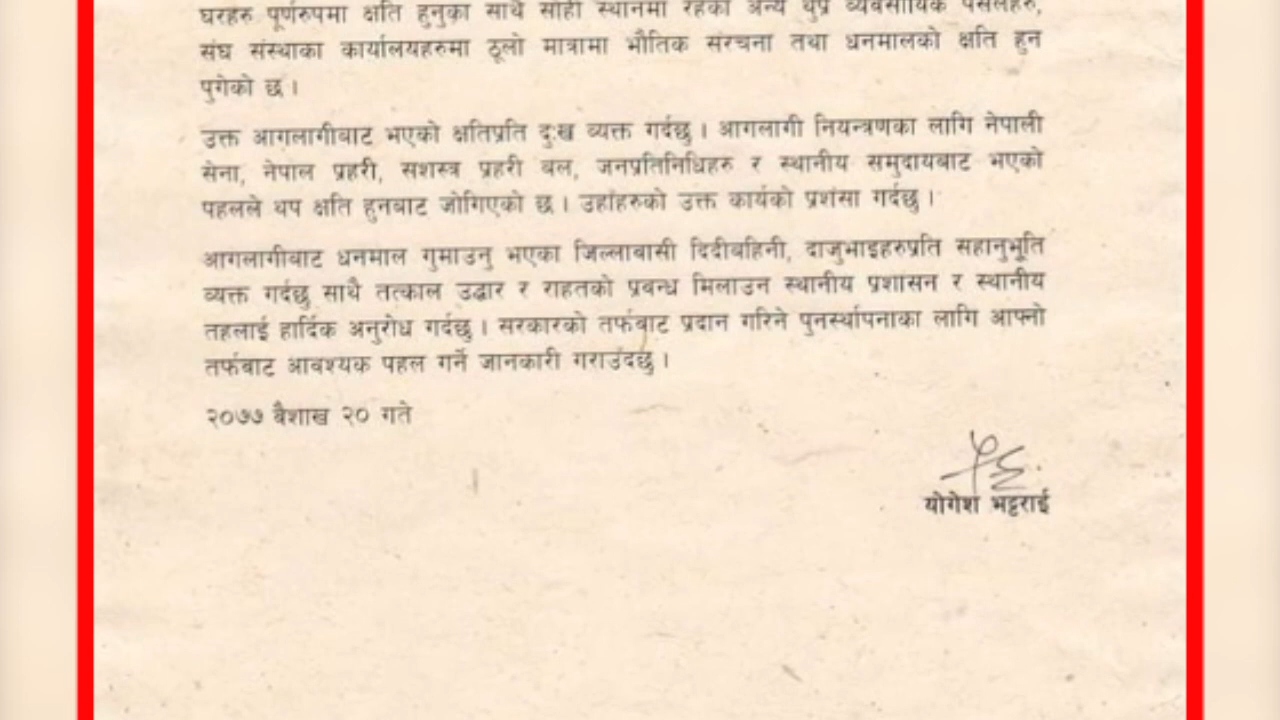 घरहरु पूर्णरुपमा क्षति हुनुका साथै सोही स्थानमा रहेका अन्य थुप्रै व्यवसायिक पसलहरु,
संघ संस्थाका कार्यालयहरुमा ठूलो मात्रामा भौतिक संरचना तथा धनमालको क्षति हुन
पुगेको छ ।
उक्त आगलागीबाट भएको क्षतिप्रति दुःख व्यक्त गर्दछु । आगलागी नियन्त्रणका लागि नेपाली
सेना, नेपाल प्रहरी, सशस्त्र प्रहरी बल, जनप्रतिनिधिहरु र स्थानीय समुदायबाट भएको
पहलले थप क्षति हुनबाट जोगिएको छ । उहाँहरुको उक्त कार्यको प्रशंसा गर्दछु ।
आगलागीबाट धनमाल गुमाउनु भएका जिल्लाबासी दिदीबहिनी, दाजुभाइहरुप्रति सहानुभूति
व्यक्त गर्दछु साथै तत्काल उद्धार र राहतको प्रबन्ध मिलाउन स्थानीय प्रशासन र स्थानीय
तहलाई हार्दिक अनुरोध गर्दछु । सरकारको तर्फबाट प्रदान गरिने पुनर्स्थापनाका लागि आफ्नो
तर्फबाट आवश्यक पहल गर्ने जानकारी गराउँदछु ।
२०७७ बैशाख २० गते
योगेश भट्टराई